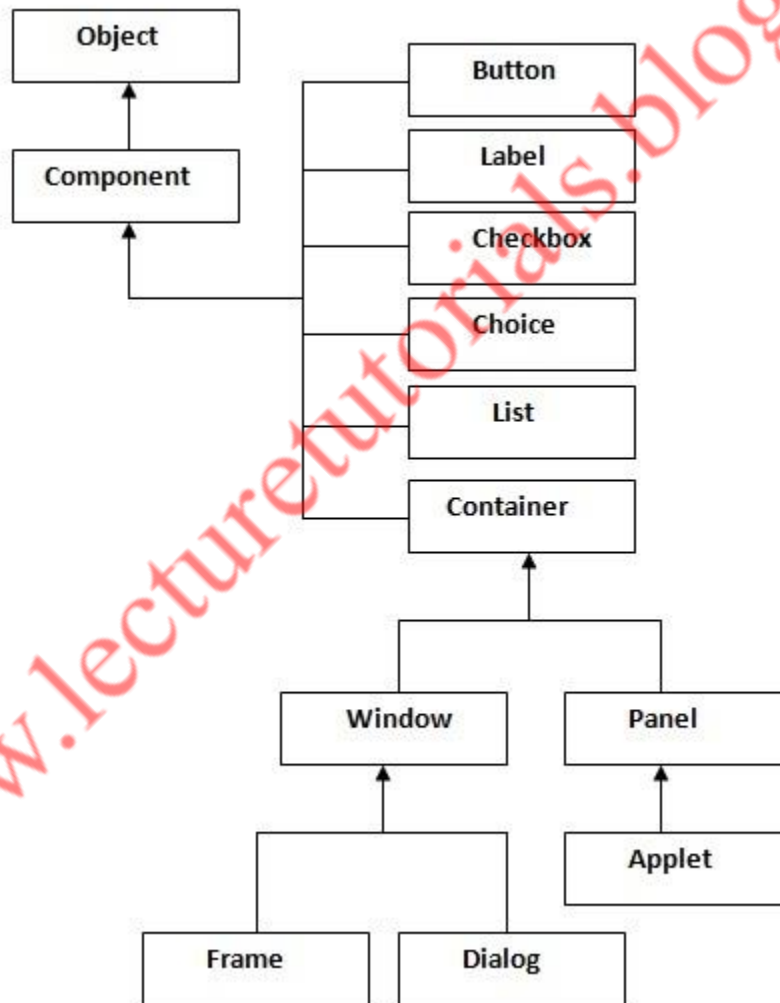 Object
Button
Label
Component
Checkbox
Choice
List
Container
Window
Panel
Applet
Frame
Dialog
w.lecturetutorials.blog